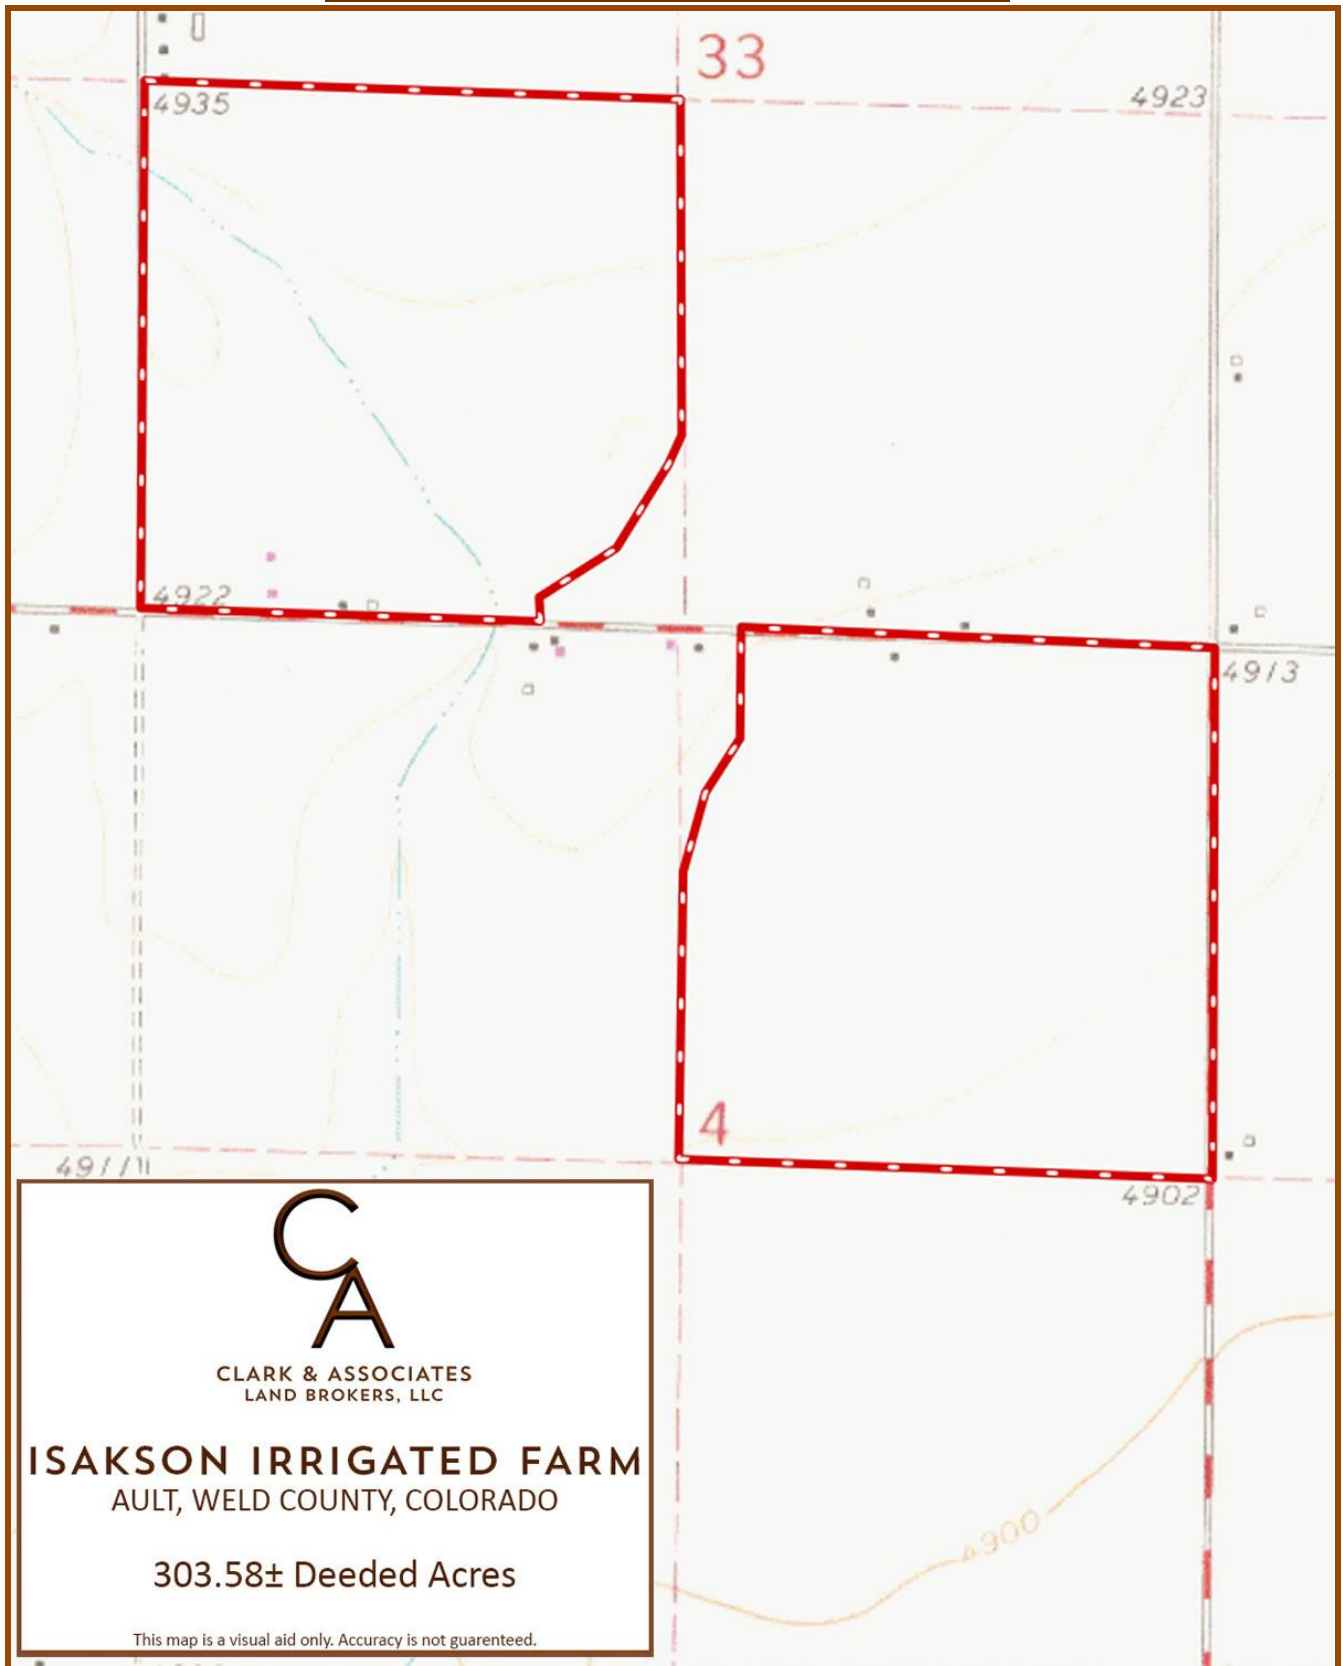 33
4935
4923
4922
4913
4
4911
4902
CA
CLARK & ASSOCIATES
LAND BROKERS, LLC
ISAKSON IRRIGATED FARM
AULT, WELD COUNTY, COLORADO
4900
303.58± Deeded Acres
This map is a visual aid only. Accuracy is not guarenteed.